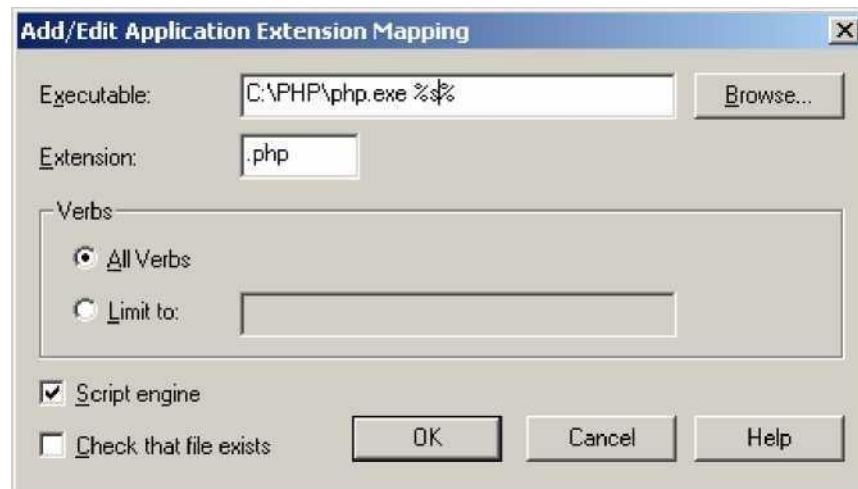 Add/Edit Application Extension Mapping
Executable: C:\PHP\php.exe %s% Browse...
Extension: .php
Verbs
All Verbs
Limit to:
Script engine
Check that file exists OK Cancel Help